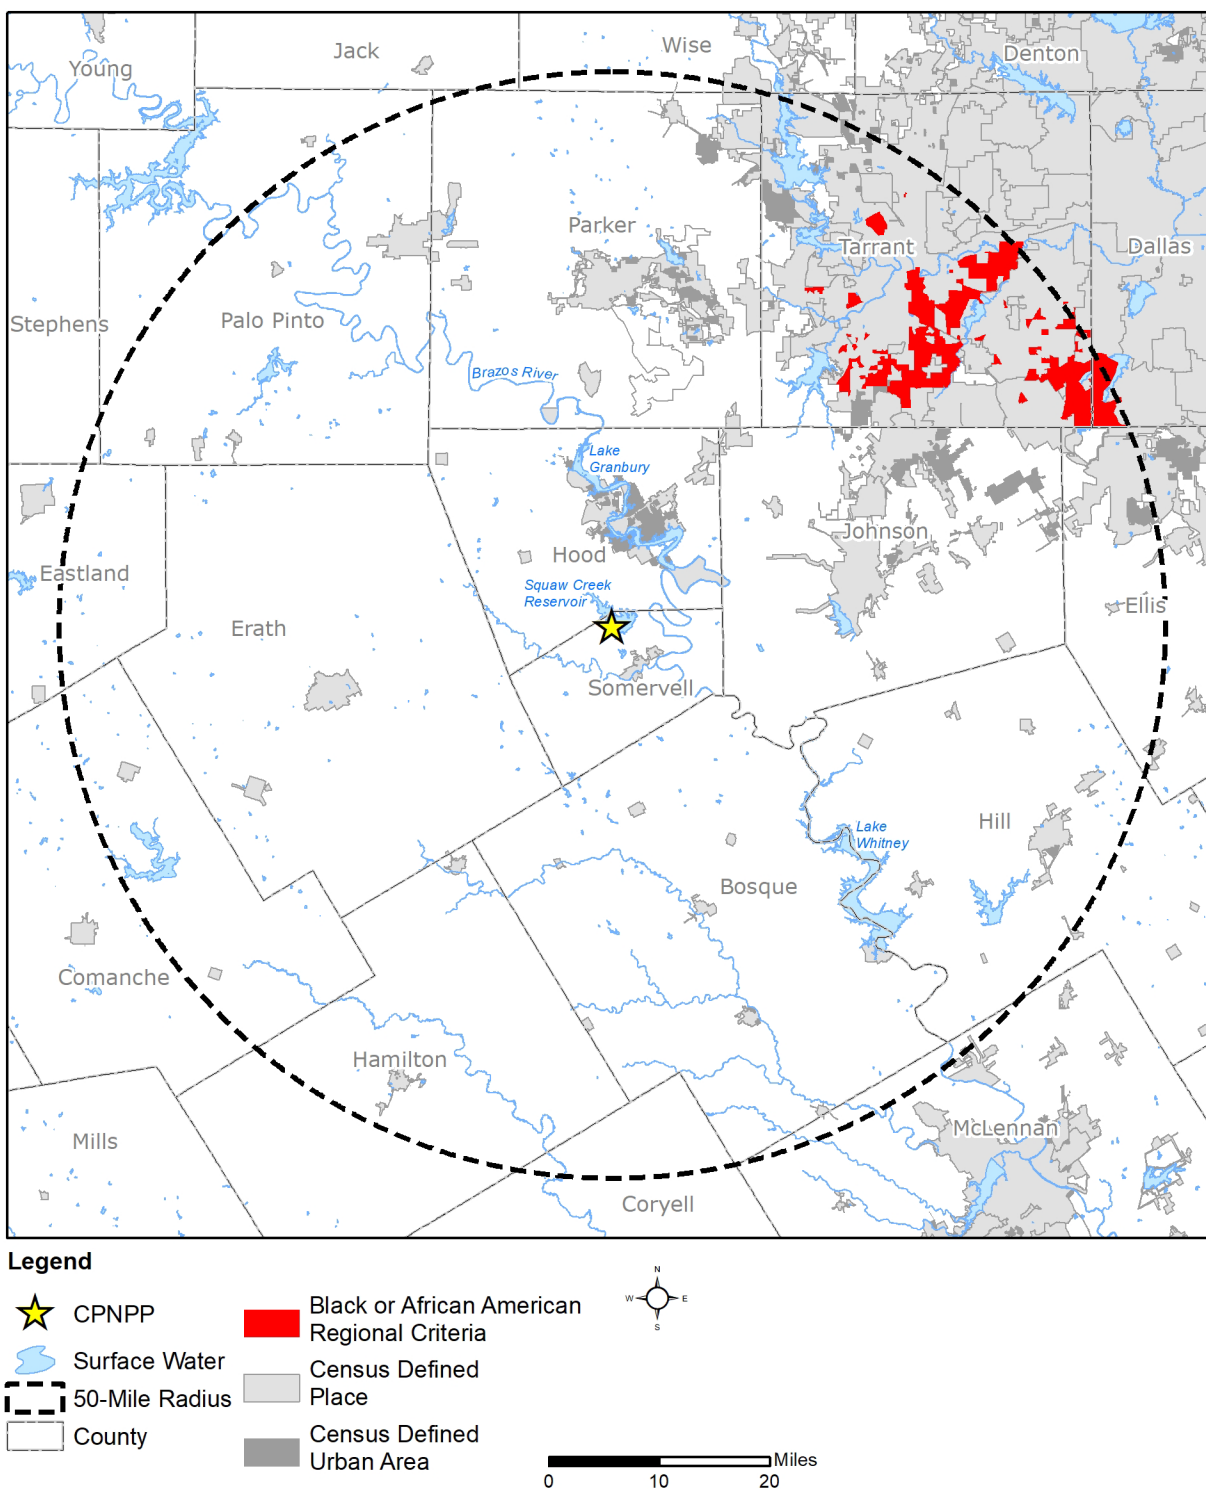 Jack
Wise
Young
Denton
Parker
Tarrant
Dallas
Stephens
Palo Pinto
Brazos River
Lake
Granbury
Johnson
Hood
Eastland
Squaw Creek
Reservoir
Ellis
Erath
Somervell
Hill
Lake
Whitney
Bosque
Comanche
Hamilton
McLennan
Mills
Coryell
Legend
CPNPP
Surface Water
50-Mile Radius
County
Black or African American
Regional Criteria
Census Defined
Place
Census Defined
Urban Area
N
W
E
S
Miles
0
10
20